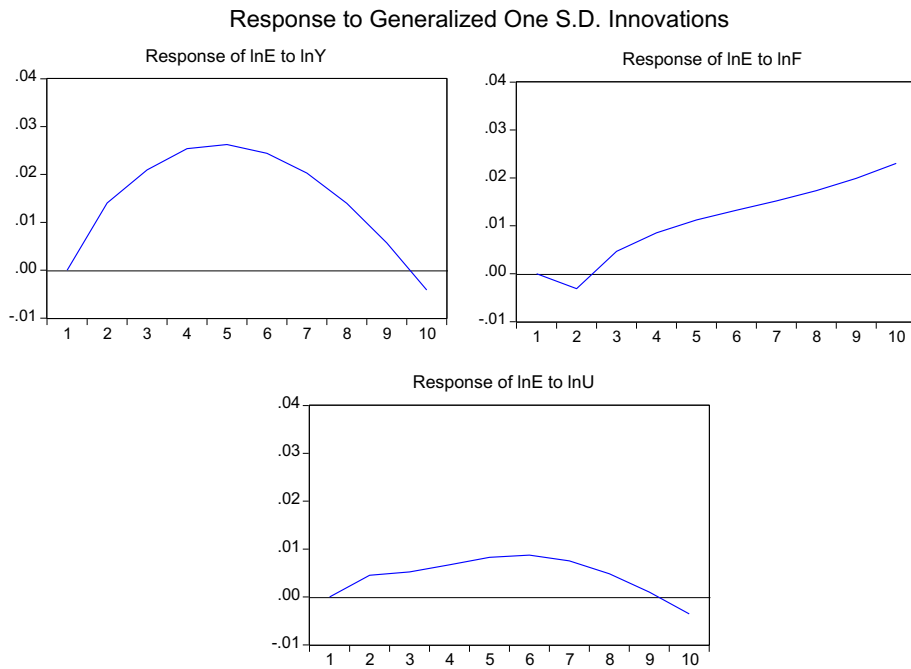 Response to Generalized One S.D. Innovations
Response of lnE to lnY
.04
.03
.02
.01
.00
-.01
1 2 3 4 5 6 7 8 9 10
Response of lnE to lnF
.04
.03
.02
.01
.00
-.01
1 2 3 4 5 6 7 8 9 10
Response of lnE to lnU
.04
.03
.02
.01
.00
-.01
1 2 3 4 5 6 7 8 9 10